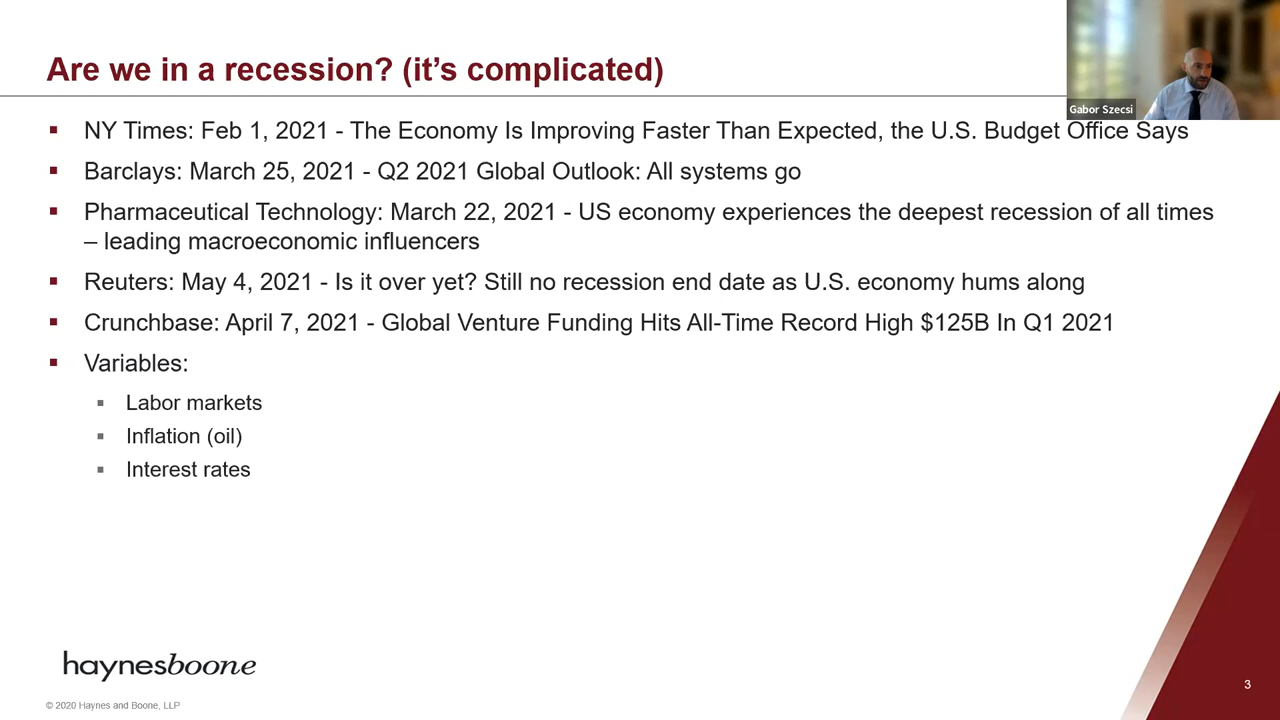 Are we in a recession? (it's complicated)
Gabor Szecsi
NY Times: Feb 1, 2021 - The Economy Is Improving Faster Than Expected, the U.S. Budget Office Says
Barclays: March 25, 2021 - Q2 2021 Global Outlook: All systems go
Pharmaceutical Technology: March 22, 2021 - US economy experiences the deepest recession of all times
– leading macroeconomic influencers
Reuters: May 4, 2021 - Is it over yet? Still no recession end date as U.S. economy hums along
Crunchbase: April 7, 2021 - Global Venture Funding Hits All-Time Record High $125B In Q1 2021
Variables:
Labor markets
Inflation (oil)
Interest rates
haynesboone
© 2020 Haynes and Boone, LLP
3